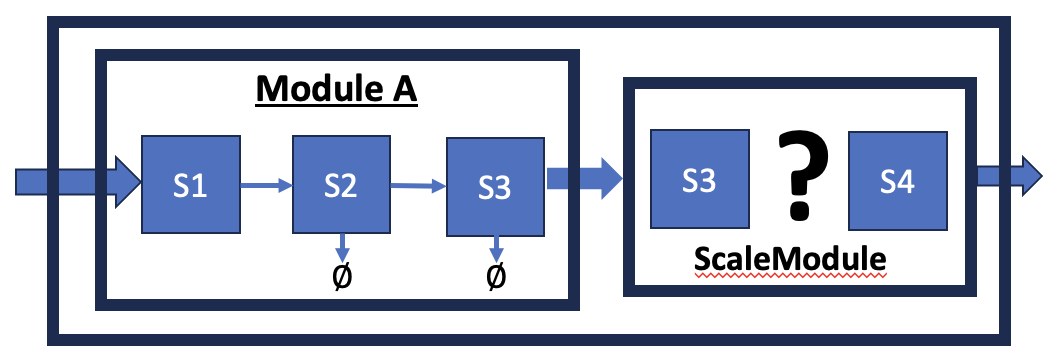 Module A
S1
S2
S3
Ø
Ø
S3
?
S4
ScaleModule